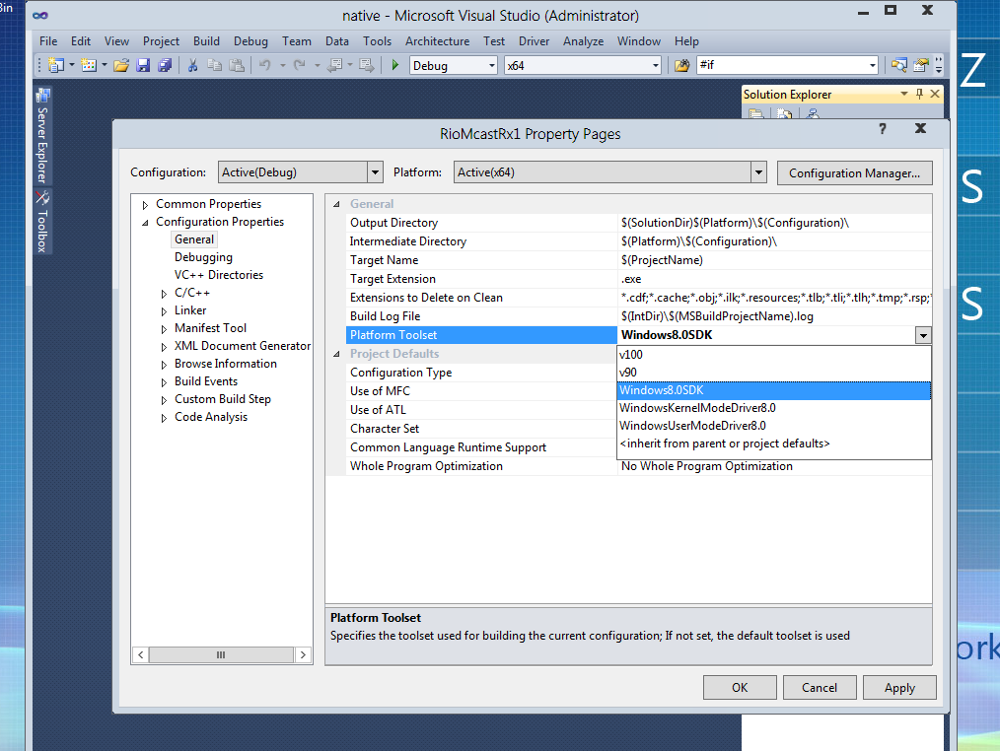 Bin
native - Microsoft Visual Studio (Administrator)
File Edit View Project Build Debug Team Data Tools Architecture Test Driver Analyze Window Help
Debug x64 #if
Server Explorer
Toolbox
Solution Explorer
RioMcastRx1 Property Pages
?
Configuration: Active(Debug) Platform: Active(x64) Configuration Manager...
Common Properties
Configuration Properties
General
Debugging
VC++ Directories
C/C++
Linker
Manifest Tool
XML Document Generator
Browse Information
Build Events
Custom Build Step
Code Analysis
General
Output Directory $(SolutionDir)$(Platform)\$(Configuration)\
Intermediate Directory $(Platform)\$(Configuration)\
Target Name $(ProjectName)
Target Extension .exe
Extensions to Delete on Clean *.cdf;*.cache;*.obj;*.ilk;*.resources;*.tlb;*.tli;*.tlh;*.tmp;*.rsp;*
Build Log File $(IntDir)\$(MSBuildProjectName).log
Platform Toolset Windows8.0SDK
Project Defaults
Configuration Type
Use of MFC
Use of ATL
Character Set
Common Language Runtime Support
Whole Program Optimization No Whole Program Optimization
v100
v90
Windows8.0SDK
WindowsKernelModeDriver8.0
WindowsUserModeDriver8.0
<inherit from parent or project defaults>
Platform Toolset
Specifies the toolset used for building the current configuration; If not set, the default toolset is used
OK Cancel Apply
Z
S
S
ork